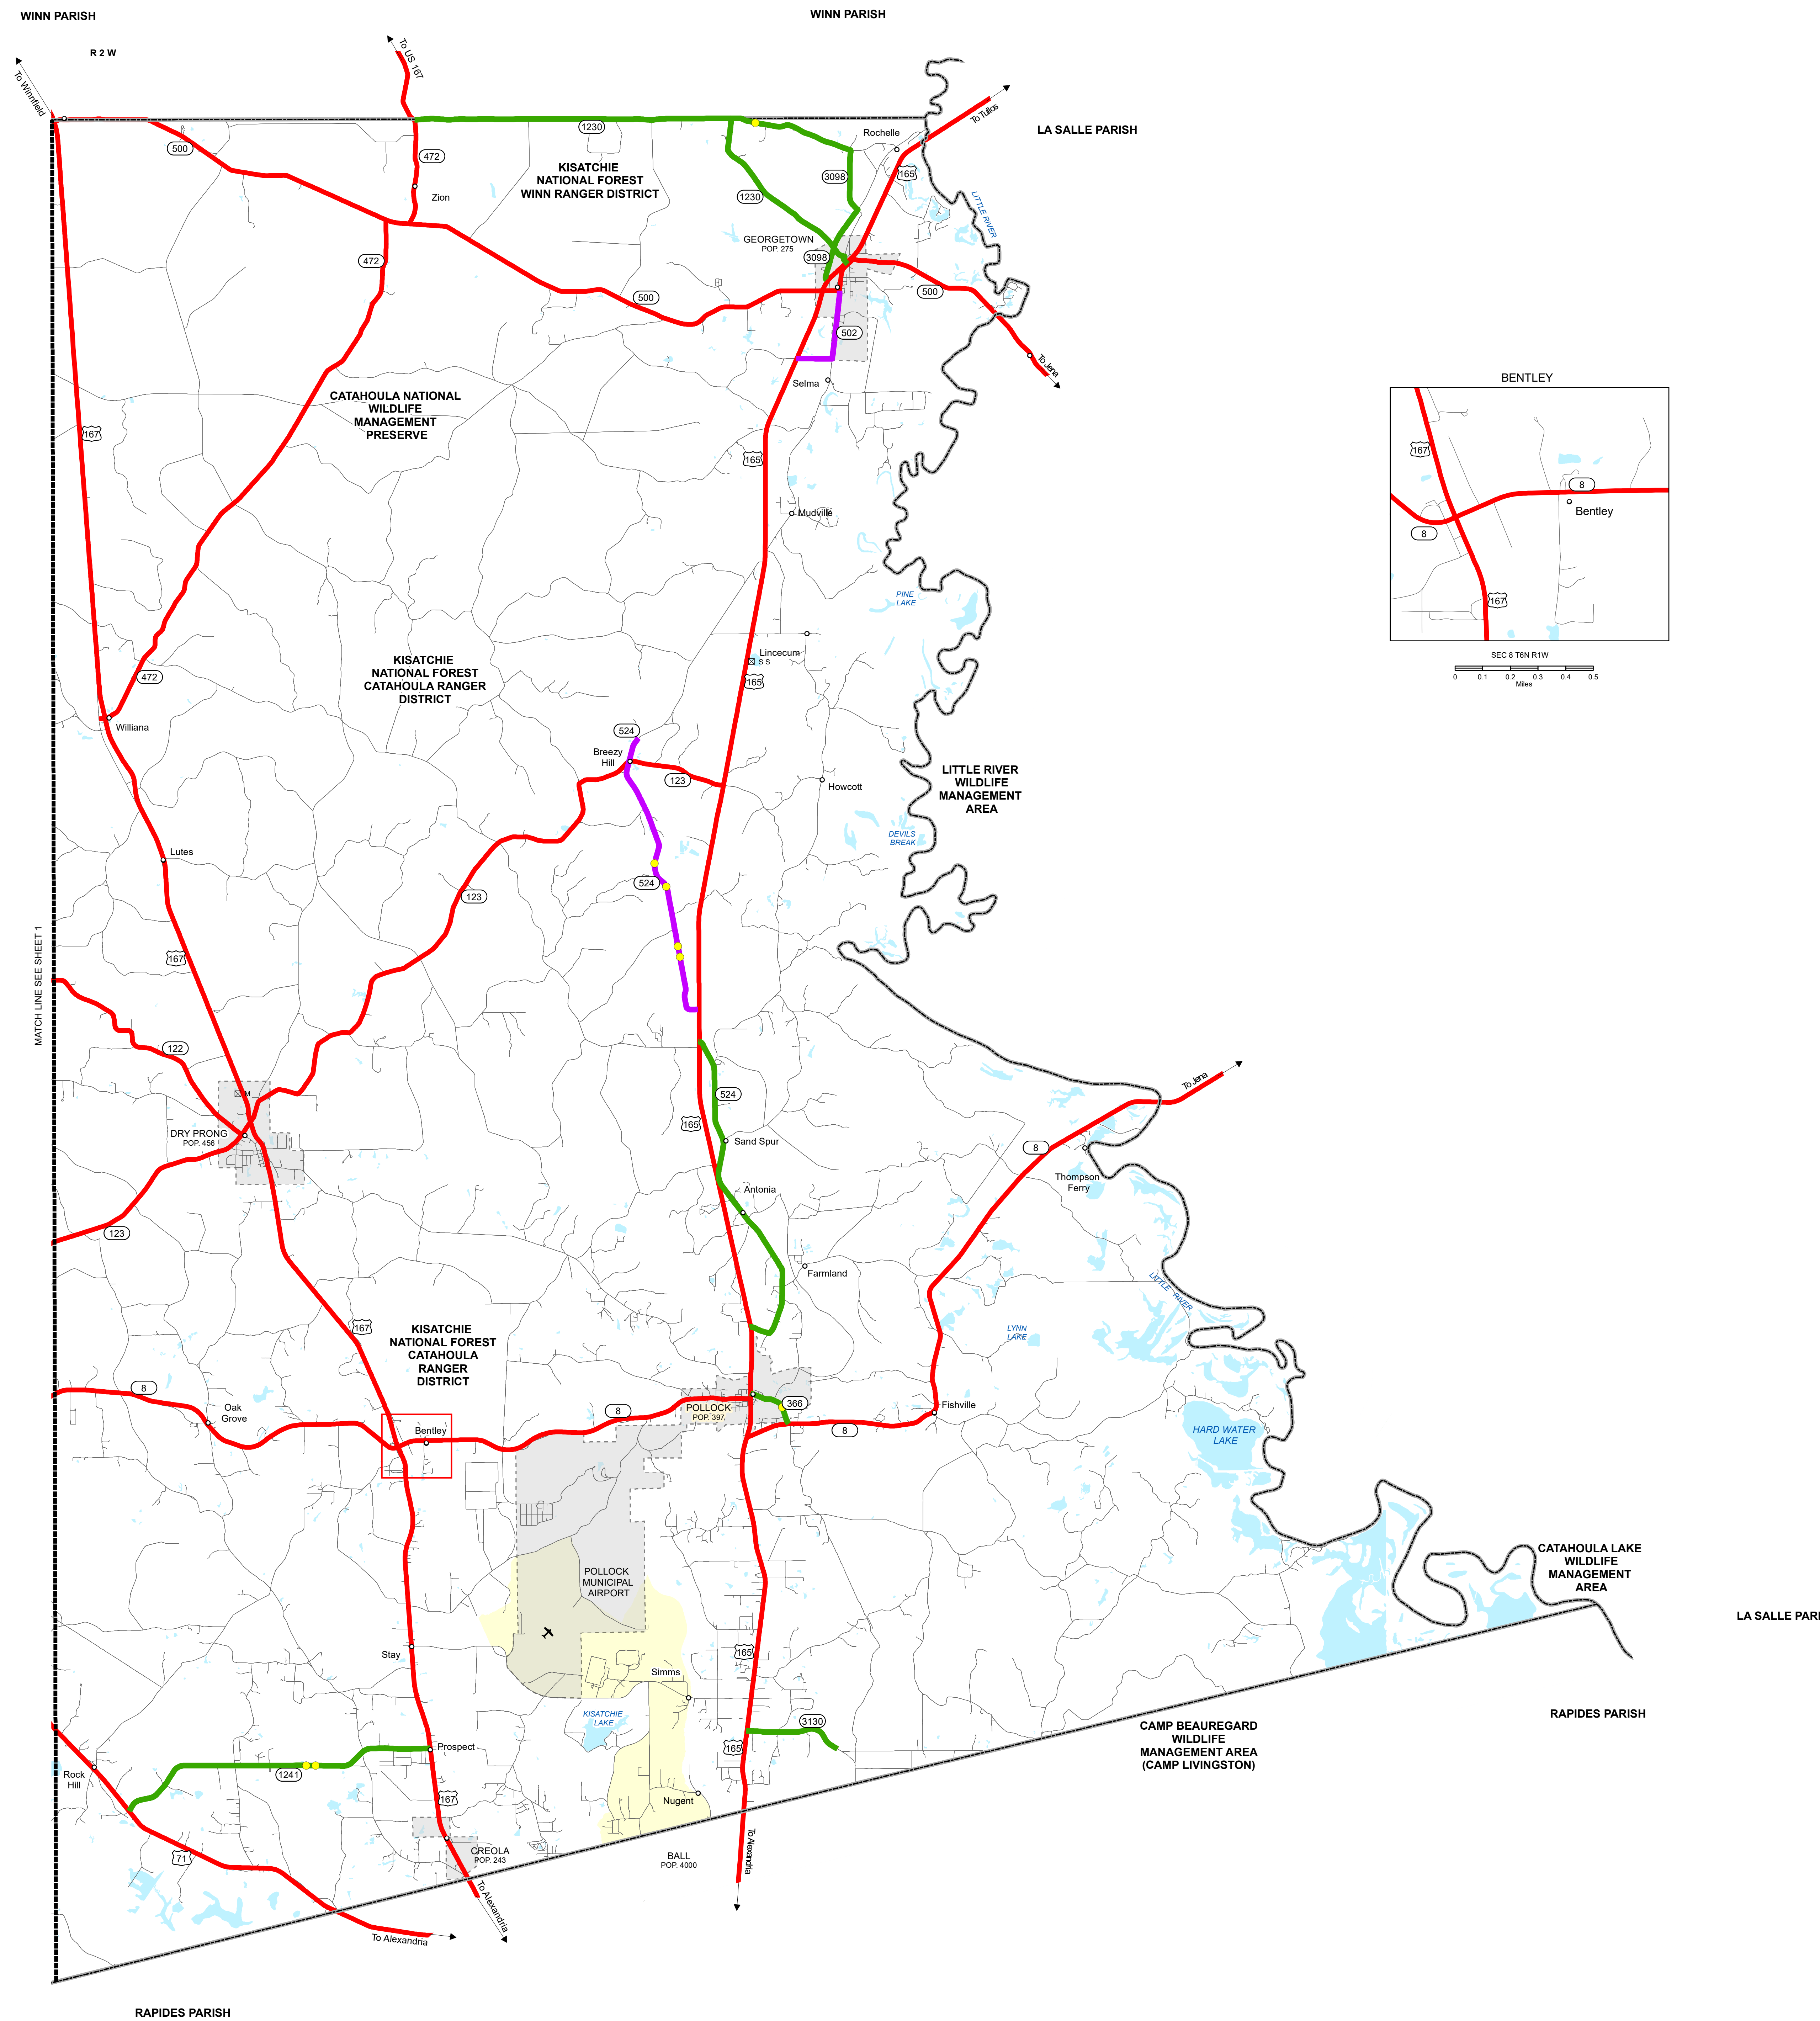 WINN PARISH
WINN PARISH
R 2 W
To US 167
To Winnfield
To Tullos
LA SALLE PARISH
1230
Rochelle
500
472
KISATCHIE
NATIONAL FOREST
WINN RANGER DISTRICT
165
3098
1230
Zion
LITTLE RIVER
GEORGETOWN
POP. 275
3098
472
500
500
502
To Jena
Selma
BENTLEY
CATAHOULA NATIONAL
WILDLIFE
MANAGEMENT
PRESERVE
167
165
167
8
Bentley
8
Mudville
PINE
LAKE
167
SEC 8 T6N R1W
0 0.1 0.2 0.3 0.4 0.5
Miles
Lincecum
S S
KISATCHIE
NATIONAL FOREST
CATAHOULA RANGER
DISTRICT
472
165
Williana
524
Breezy
Hill
123
Howcott
LITTLE RIVER
WILDLIFE
MANAGEMENT
AREA
DEVILS
BREAK
Lutes
524
123
MATCH LINE SEE SHEET 1
167
122
To Jena
M
524
165
DRY PRONG
POP. 456
Sand Spur
8
Thompson
Ferry
Antonia
123
Farmland
LITTLE RIVER
167
KISATCHIE
NATIONAL FOREST
CATAHOULA
RANGER
DISTRICT
LYNN
LAKE
8
Oak
Grove
8
POLLOCK
POP. 397
366
Fishville
Bentley
8
HARD WATER
LAKE
POLLOCK
MUNICIPAL
AIRPORT
CATAHOULA LAKE
WILDLIFE
MANAGEMENT
AREA
LA SALLE PARI
Stay
165
Simms
KISATCHIE
LAKE
3130
RAPIDES PARISH
CAMP BEAUREGARD
WILDLIFE
MANAGEMENT AREA
(CAMP LIVINGSTON)
Prospect
165
Rock
Hill
1241
167
Nugent
71
CREOLA
POP. 243
BALL
POP. 4000
To Alexandria
To Alexandria
To Alexandria
RAPIDES PARISH